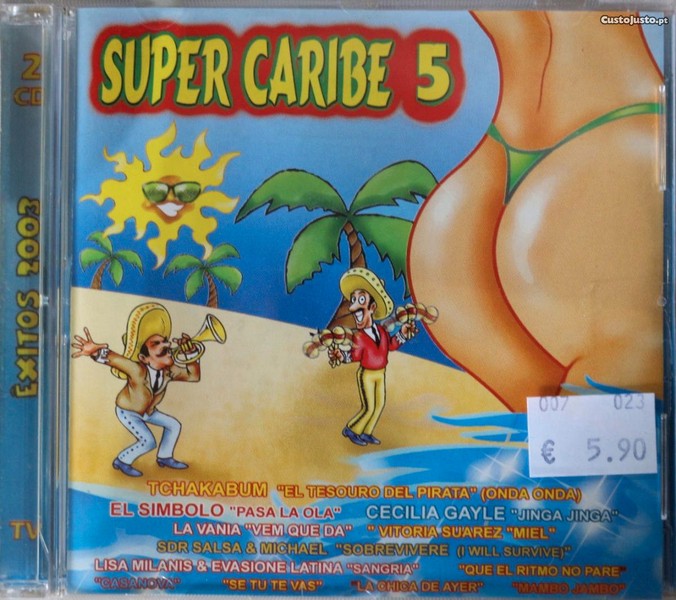 CustoJusto.pt
SUPER CARIBE 5
2
CD
ÊXITOS 2003
TV
007 023
€ 5.90
TCHAKABUM "EL TESOURO DEL PIRATA" (ONDA ONDA)
EL SIMBOLO "PASA LA OLA" CECILIA GAYLE "JINGA JINGA"
LA VANIA "VEM QUE DA" "VITORIA SUAREZ "MIEL"
SDR SALSA & MICHAEL "SOBREVIVERE (I WILL SURVIVE)"
LISA MILANIS & EVASIONE LATINA "SANGRIA" "QUE EL RITMO NO PARE"
"CASANOVA" "SE TU TE VAS" "LA CHICA DE AYER" "MAMBO JAMBO"